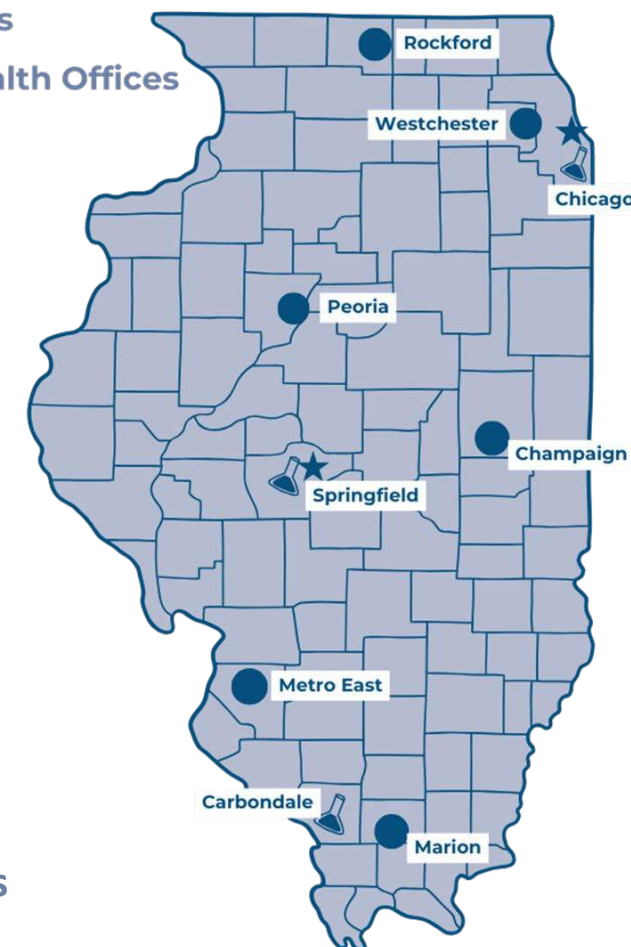 s
alth Offices
Rockford
Westchester
Chicago
Peoria
Champaign
Springfield
Metro East
Carbondale
Marion
s